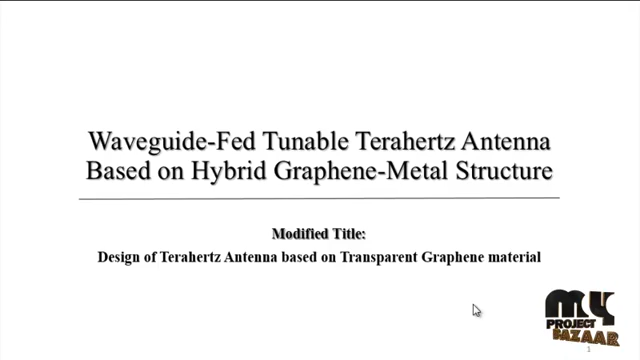 Waveguide-Fed Tunable Terahertz Antenna
Based on Hybrid Graphene-Metal Structure
Modified Title:
Design of Terahertz Antenna based on Transparent Graphene material
MY
PROJECT
BAZAAR
1